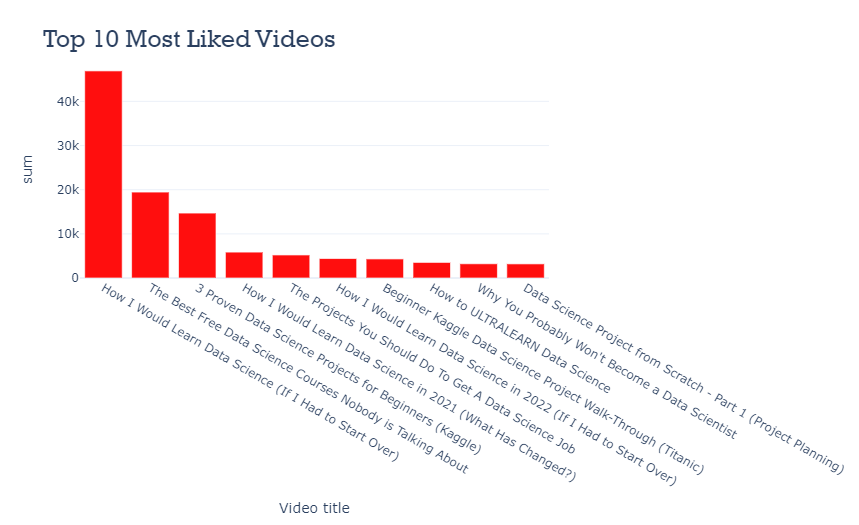 Top 10 Most Liked Videos
sum
40k
30k
20k
10k
0
How I Would Learn Data Science (If I Had to Start Over)
The Best Free Data Science Courses Nobody is Talking About
3 Proven Data Science Projects for Beginners (Kaggle)
How I Would Learn Data Science in 2021 (What Has Changed?)
The Projects You Should Do To Get A Data Science Job
How I Would Learn Data Science in 2022 (If I Had to Start Over)
Beginner Kaggle Data Science Project Walk-Through (Titanic)
How to ULTRALEARN Data Science
Why You Probably Won't Become a Data Scientist
Data Science Project from Scratch - Part 1 (Project Planning)
Video title